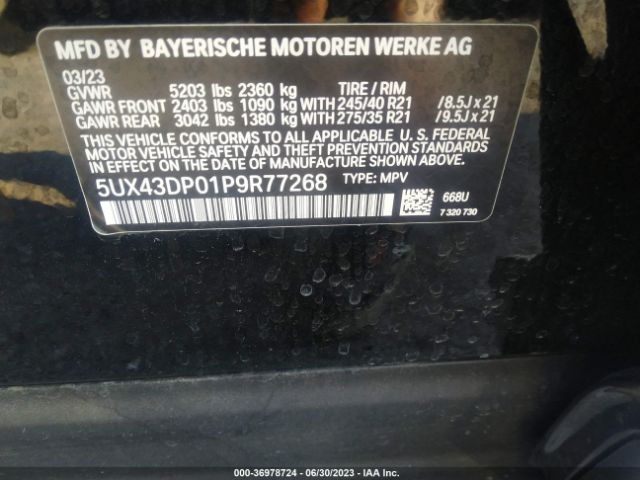 MFD BY BAYERISCHE MOTOREN WERKE AG
03/23
GVWR 5203 lbs 2360 kg TIRE / RIM
GAWR FRONT 2403 lbs 1090 kg WITH 245/40 R21 /8.5J x 21
GAWR REAR 3042 lbs 1380 kg WITH 275/35 R21 /9.5J x 21
THIS VEHICLE CONFORMS TO ALL APPLICABLE U. S. FEDERAL
MOTOR VEHICLE SAFETY AND THEFT PREVENTION STANDARDS
IN EFFECT ON THE DATE OF MANUFACTURE SHOWN ABOVE.
5UX43DP01P9R77268 TYPE: MPV
668U
7 320 730
000-36978724 - 06/30/2023 - IAA Inc.